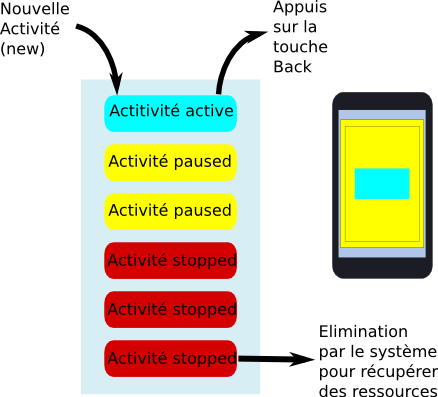 Nouvelle
Activité
(new)
Appuis
sur la
touche
Back
Actitivité active
Activité paused
Activité paused
Activité stopped
Activité stopped
Activité stopped
Elimination
par le système
pour récupérer
des ressources